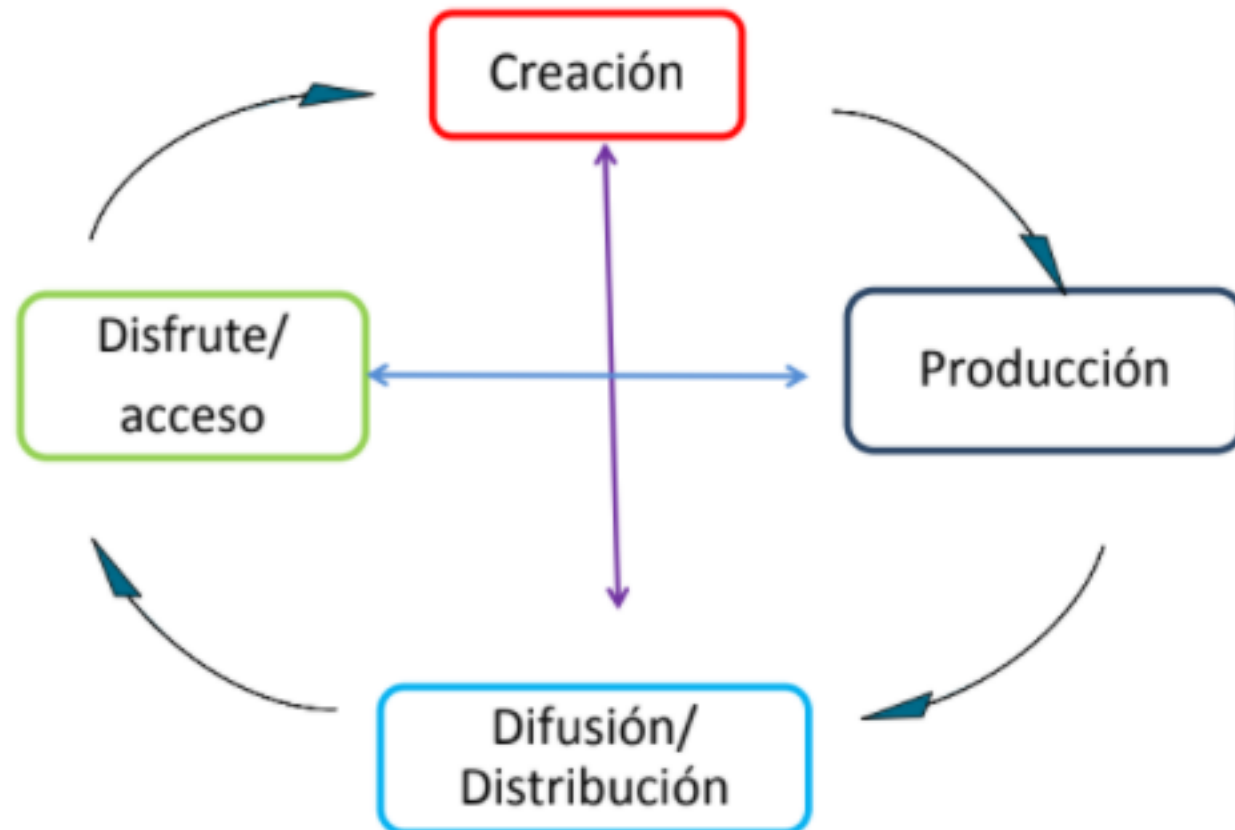 Creación
Disfrute/
acceso
Producción
Difusión/
Distribución